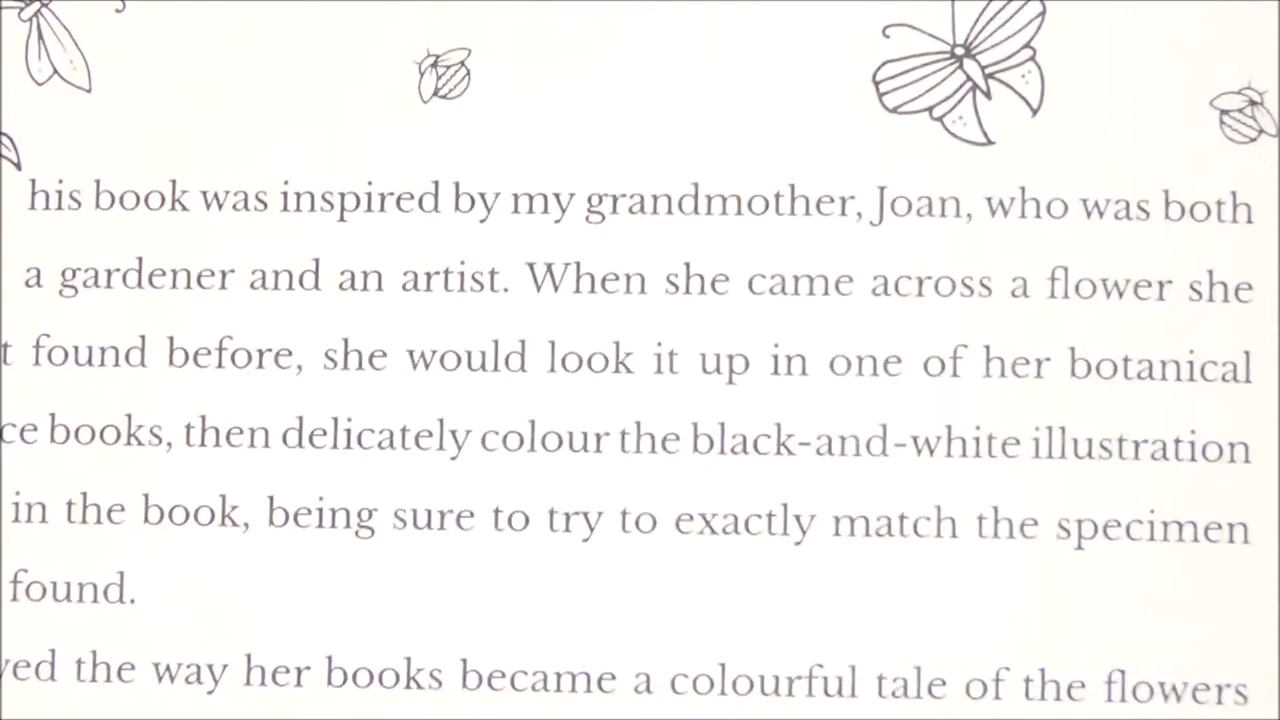 his book was inspired by my grandmother, Joan, who was both
a gardener and an artist. When she came across a flower she
found before, she would look it up in one of her botanical
books, then delicately colour the black-and-white illustration
in the book, being sure to try to exactly match the specimen
found.
the way her books became a colourful tale of the flowers